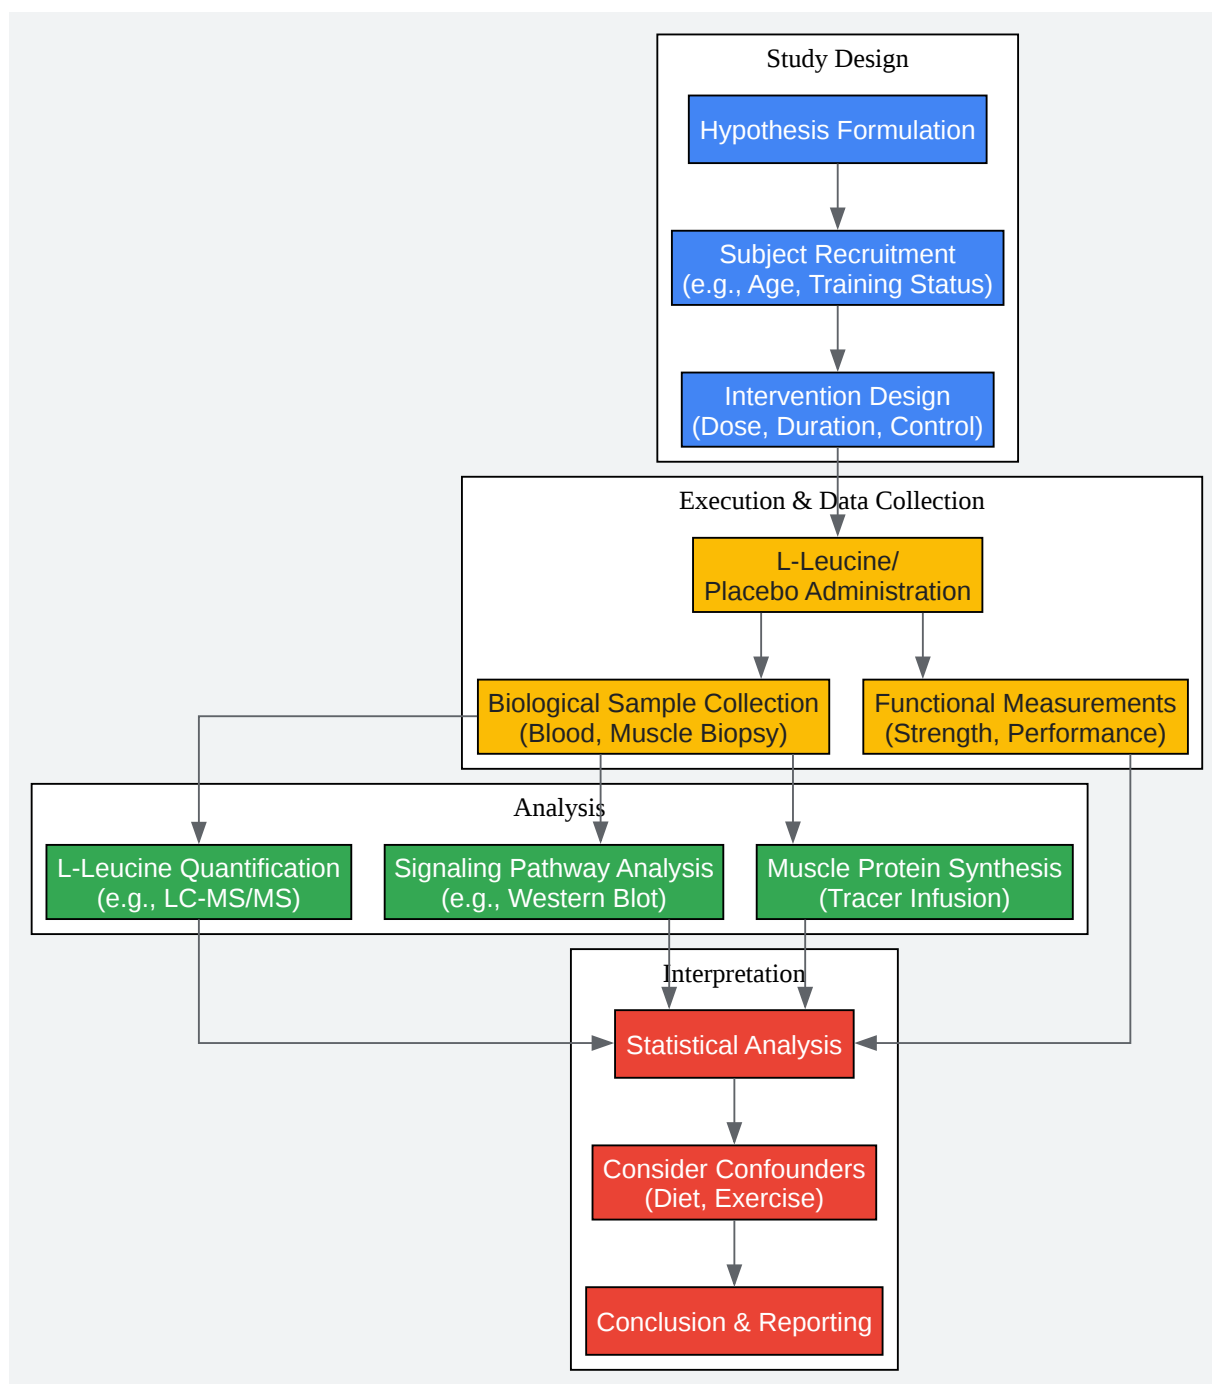 Study Design
Hypothesis Formulation
Subject Recruitment
(e.g., Age, Training Status)
Intervention Design
(Dose, Duration, Control)
Execution & Data Collection
L-Leucine/
Placebo Administration
Biological Sample Collection
(Blood, Muscle Biopsy)
Functional Measurements
(Strength, Performance)
Analysis
L-Leucine Quantification
(e.g., LC-MS/MS)
Signaling Pathway Analysis
(e.g., Western Blot)
Muscle Protein Synthesis
(Tracer Infusion)
Interpretation
Statistical Analysis
Consider Confounders
(Diet, Exercise)
Conclusion & Reporting